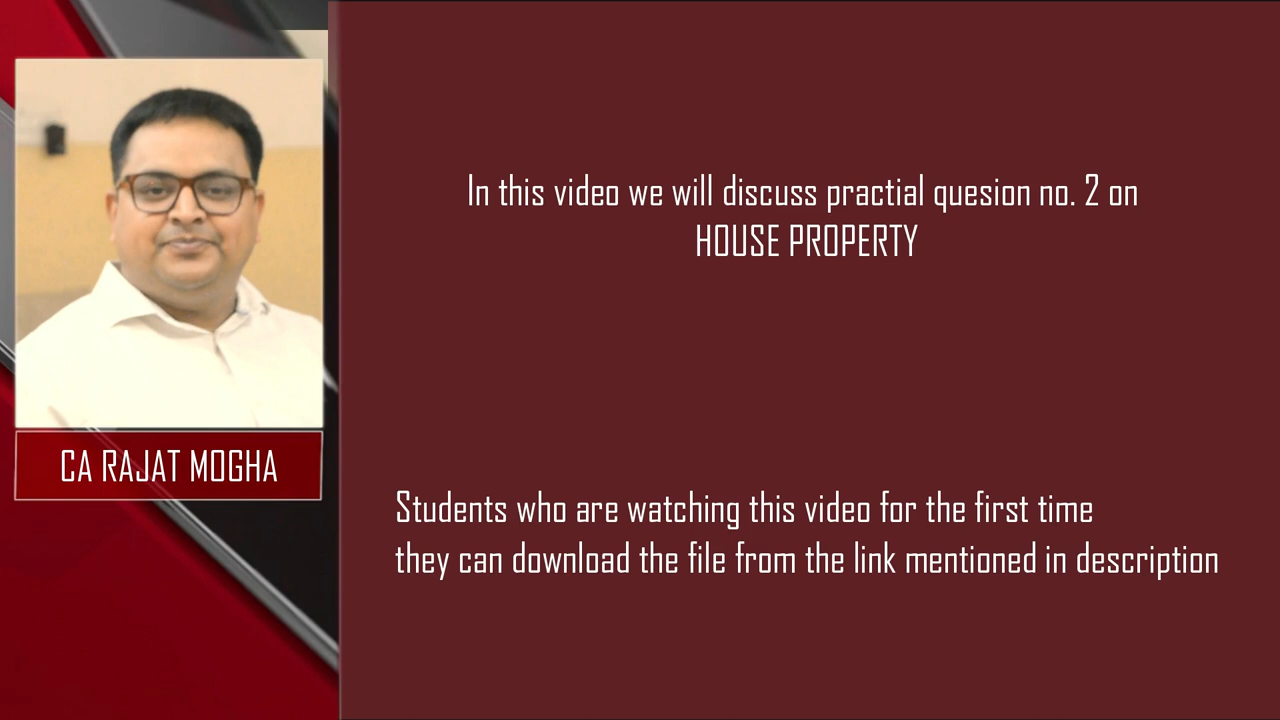 In this video we will discuss practial quesion no. 2 on
HOUSE PROPERTY
CA RAJAT MOGHA
Students who are watching this video for the first time
they can download the file from the link mentioned in description